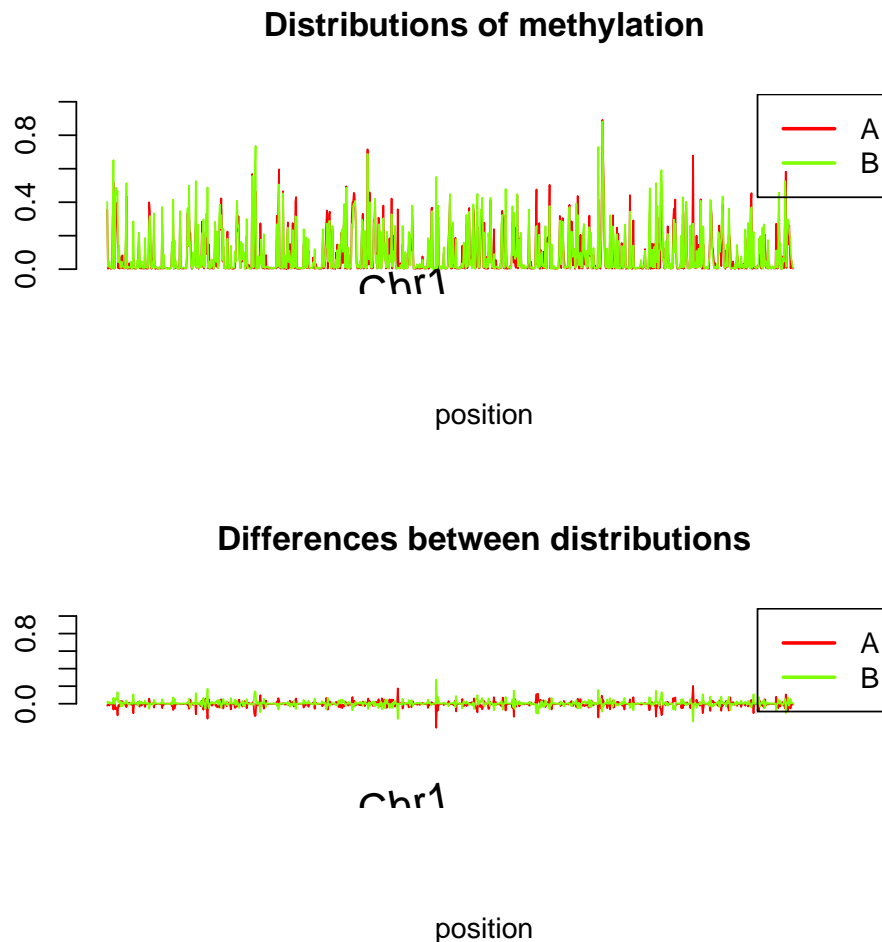 Distributions of methylation
0.8
0.4
0.0
A
B
Chr1
position
Differences between distributions
0.8
0.0
A
B
Chr1
position